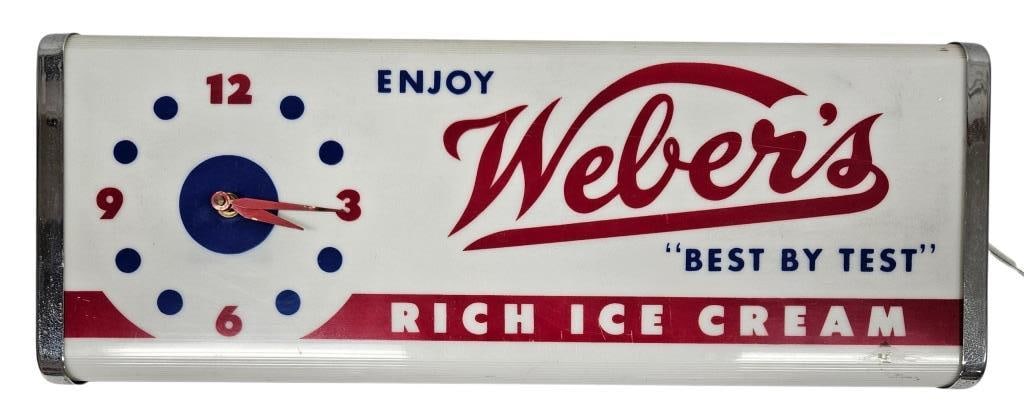 12
9
3
6
ENJOY
Weber's
"BEST BY TEST"
RICH ICE CREAM